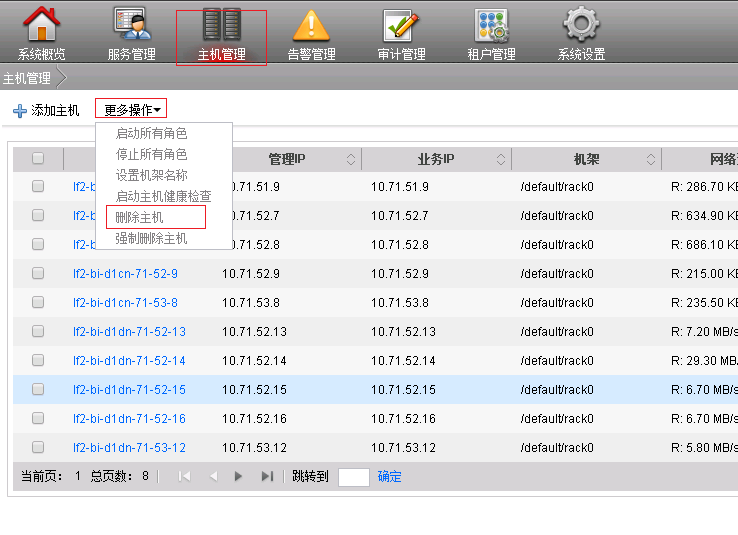 系统概览 服务管理 主机管理 告警管理 审计管理 租户管理 系统设置
主机管理
添加主机 更多操作
启动所有角色
停止所有角色
设置机架名称
启动主机健康检查
删除主机
强制删除主机
管理IP 业务IP 机架 网络
lf2-b 0.71.51.9 10.71.51.9 /default/rack0 R: 286.70 KB
lf2-b 0.71.52.7 10.71.52.7 /default/rack0 R: 634.90 KB
lf2-b 0.71.52.8 10.71.52.8 /default/rack0 R: 686.10 KB
lf2-bi-d1cn-71-52-9 10.71.52.9 10.71.52.9 /default/rack0 R: 215.00 KB
lf2-bi-d1cn-71-53-8 10.71.53.8 10.71.53.8 /default/rack0 R: 235.50 KB
lf2-bi-d1dn-71-52-13 10.71.52.13 10.71.52.13 /default/rack0 R: 7.20 MB/s
lf2-bi-d1dn-71-52-14 10.71.52.14 10.71.52.14 /default/rack0 R: 29.30 MB/
lf2-bi-d1dn-71-52-15 10.71.52.15 10.71.52.15 /default/rack0 R: 6.70 MB/s
lf2-bi-d1dn-71-52-16 10.71.52.16 10.71.52.16 /default/rack0 R: 6.70 MB/s
lf2-bi-d1dn-71-53-12 10.71.53.12 10.71.53.12 /default/rack0 R: 5.80 MB/s
当前页： 1 总页数： 8 跳转到 确定